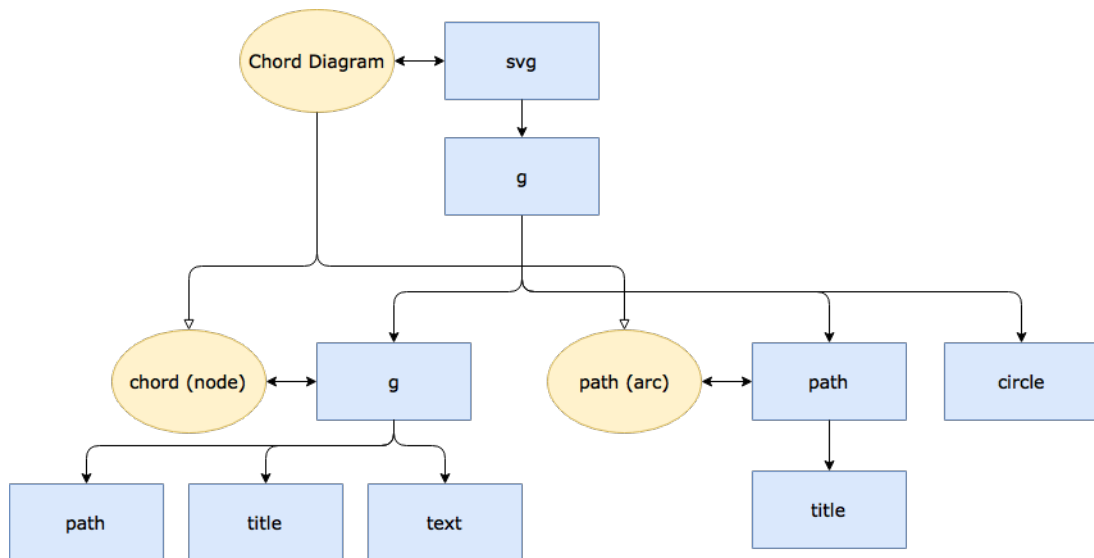 Chord Diagram
svg
g
chord (node)
g
path (arc)
path
circle
path
title
text
title